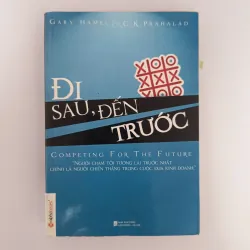 GARY HAMEL, C.K. PRAHALAD
ĐI
SAU, ĐẾN
TRƯỚC
COMPETING FOR THE FUTURE
"NGƯỜI CHẠM TỚI TƯƠNG LAI TRƯỚC NHẤT
CHÍNH LÀ NGƯỜI CHIẾN THẮNG TRONG CUỘC ĐUA KINH DOANH"